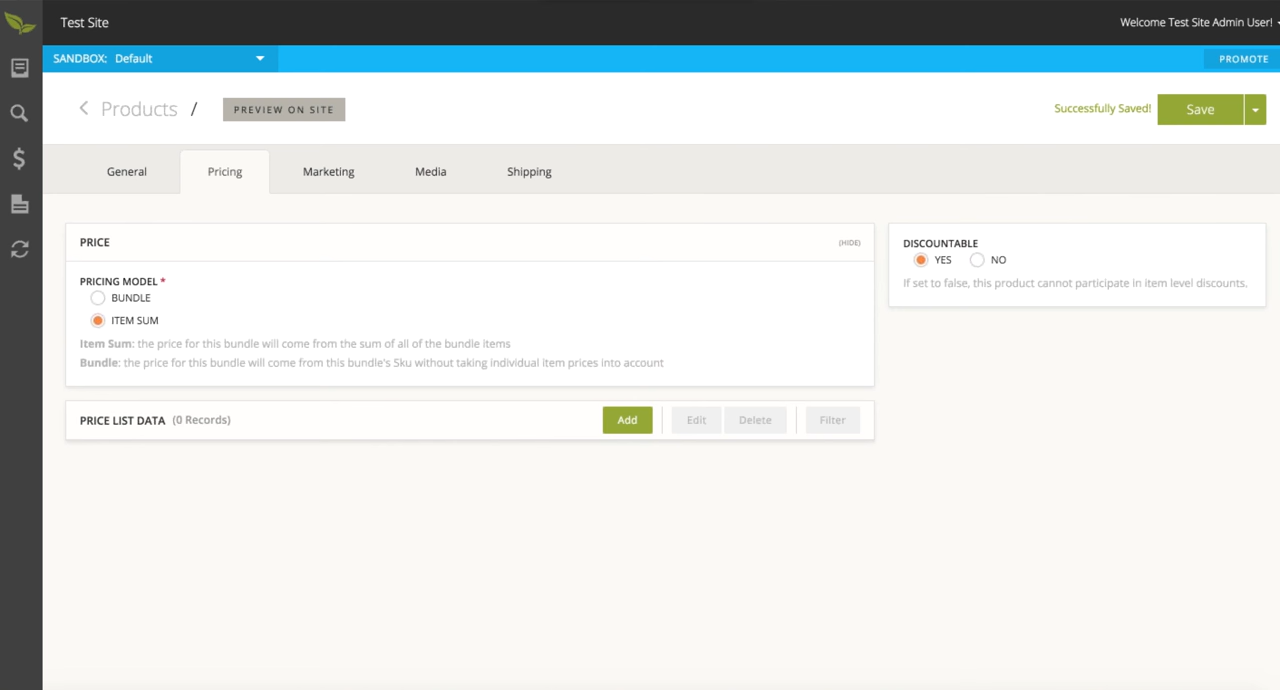 Test Site
Welcome Test Site Admin User!
SANDBOX: Default
PROMOTE
Products /
PREVIEW ON SITE
Successfully Saved!
Save
General
Pricing
Marketing
Media
Shipping
PRICE
(HIDE)
PRICING MODEL *
BUNDLE
ITEM SUM
Item Sum: the price for this bundle will come from the sum of all of the bundle items
Bundle: the price for this bundle will come from this bundle's Sku without taking individual item prices into account
DISCOUNTABLE
YES
NO
If set to false, this product cannot participate in item level discounts.
PRICE LIST DATA (0 Records)
Add
Edit
Delete
Filter